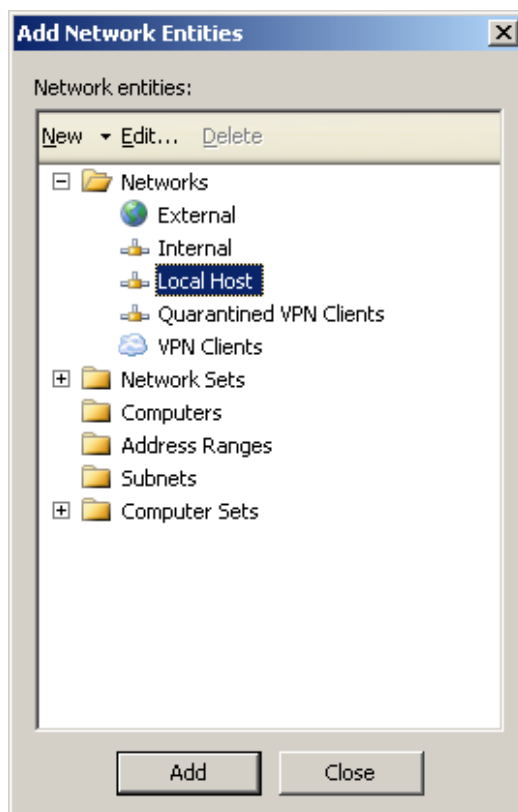 Add Network Entities
Network entities:
New Edit... Delete
Networks
External
Internal
Local Host
Quarantined VPN Clients
VPN Clients
Network Sets
Computers
Address Ranges
Subnets
Computer Sets
Add Close